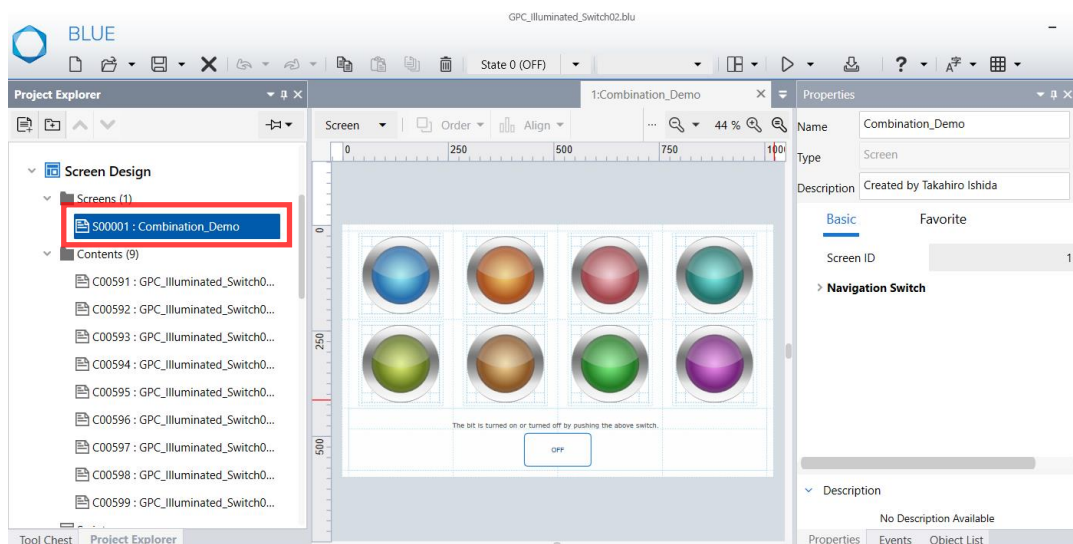 GPC_Illuminated_Switch02.blu
BLUE
State 0 (OFF)
Project Explorer
1:Combination_Demo
Properties
Screen
Order
Align
44 %
Name
Combination_Demo
Type
Screen
Description
Created by Takahiro Ishida
Basic
Favorite
Screen ID
1
Navigation Switch
0
250
500
750
1000
0
250
500
Screen Design
Screens (1)
S00001 : Combination_Demo
Contents (9)
C00591 : GPC_Illuminated_Switch0...
C00592 : GPC_Illuminated_Switch0...
C00593 : GPC_Illuminated_Switch0...
C00594 : GPC_Illuminated_Switch0...
C00595 : GPC_Illuminated_Switch0...
C00596 : GPC_Illuminated_Switch0...
C00597 : GPC_Illuminated_Switch0...
C00598 : GPC_Illuminated_Switch0...
C00599 : GPC_Illuminated_Switch0...
The bit is turned on or turned off by pushing the above switch.
OFF
Description
No Description Available
Tool Chest
Project Explorer
Properties
Events
Object List